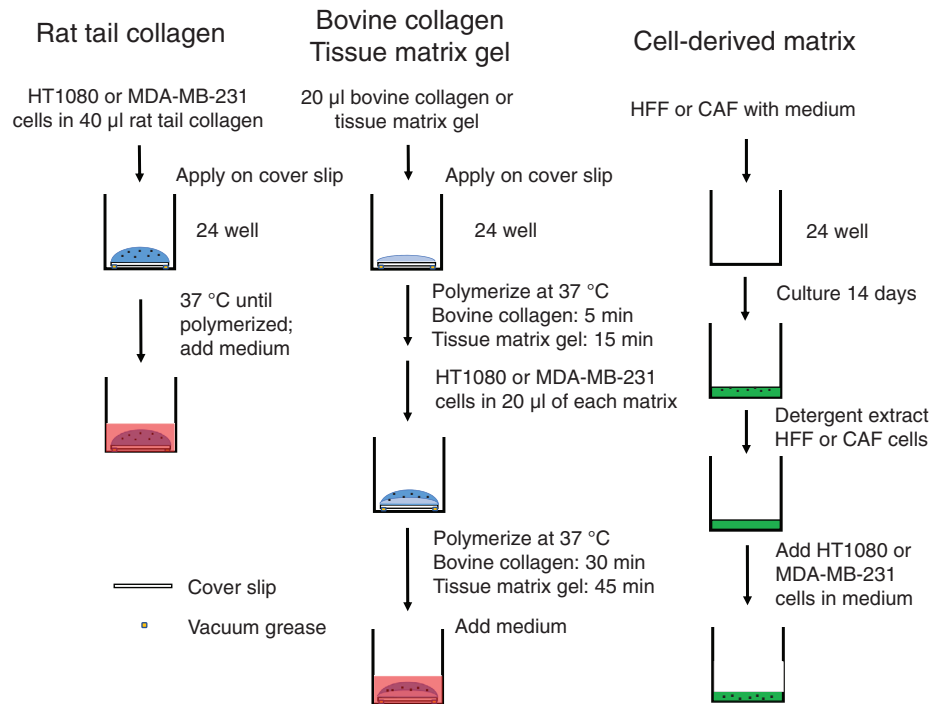 Rat tail collagen
HT1080 or MDA-MB-231
cells in 40 µl rat tail collagen
Apply on cover slip
24 well
37 °C until
polymerized;
add medium
Cover slip
Vacuum grease
Bovine collagen
Tissue matrix gel
20 µl bovine collagen or
tissue matrix gel
Apply on cover slip
24 well
Polymerize at 37 °C
Bovine collagen: 5 min
Tissue matrix gel: 15 min
HT1080 or MDA-MB-231
cells in 20 µl of each matrix
Polymerize at 37 °C
Bovine collagen: 30 min
Tissue matrix gel: 45 min
Add medium
Cell-derived matrix
HFF or CAF with medium
24 well
Culture 14 days
Detergent extract
HFF or CAF cells
Add HT1080 or
MDA-MB-231
cells in medium